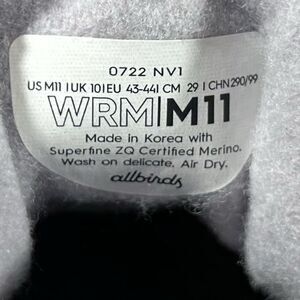 0722 NV1
US M11 | UK 10 | EU 43-44 | CM 29 | CHN 290/99
WRM|M11
Made in Korea with
Superfine ZQ Certified Merino.
Wash on delicate. Air Dry.
allbirds